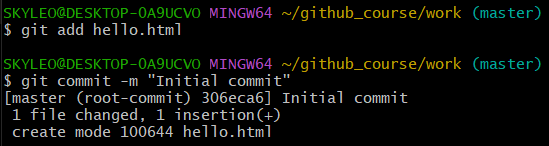 SKYLEO@DESKTOP-0A9UCVO MINGW64 ~/github_course/work (master)
$ git add hello.html
SKYLEO@DESKTOP-0A9UCVO MINGW64 ~/github_course/work (master)
$ git commit -m "Initial commit"
[master (root-commit) 306eca6] Initial commit
 1 file changed, 1 insertion(+)
 create mode 100644 hello.html